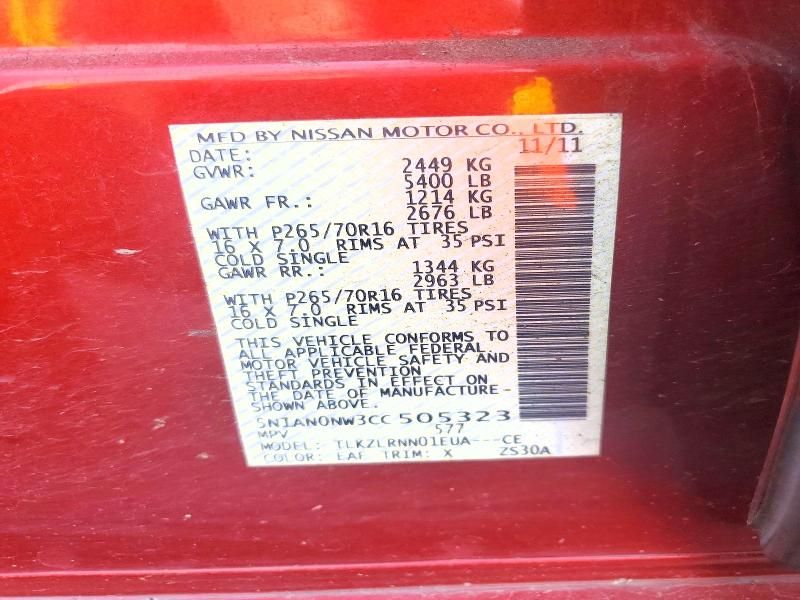 MFD BY NISSAN MOTOR CO., LTD.
DATE: 11/11
GVWR: 2449 KG
5400 LB
GAWR FR.: 1214 KG
2676 LB
WITH P265/70R16 TIRES
16 X 7.0 RIMS AT 35 PSI
COLD SINGLE
GAWR RR.: 1344 KG
2963 LB
WITH P265/70R16 TIRES
16 X 7.0 RIMS AT 35 PSI
COLD SINGLE
THIS VEHICLE CONFORMS TO
ALL APPLICABLE FEDERAL
MOTOR VEHICLE SAFETY AND
THEFT PREVENTION
STANDARDS IN EFFECT ON
THE DATE OF MANUFACTURE-
SHOWN ABOVE.
5N1AN0NW3CC505323
MPV 577
MODEL: TLKZLRNN01EUA---CE
COLOR: EAF TRIM: X ZS30A